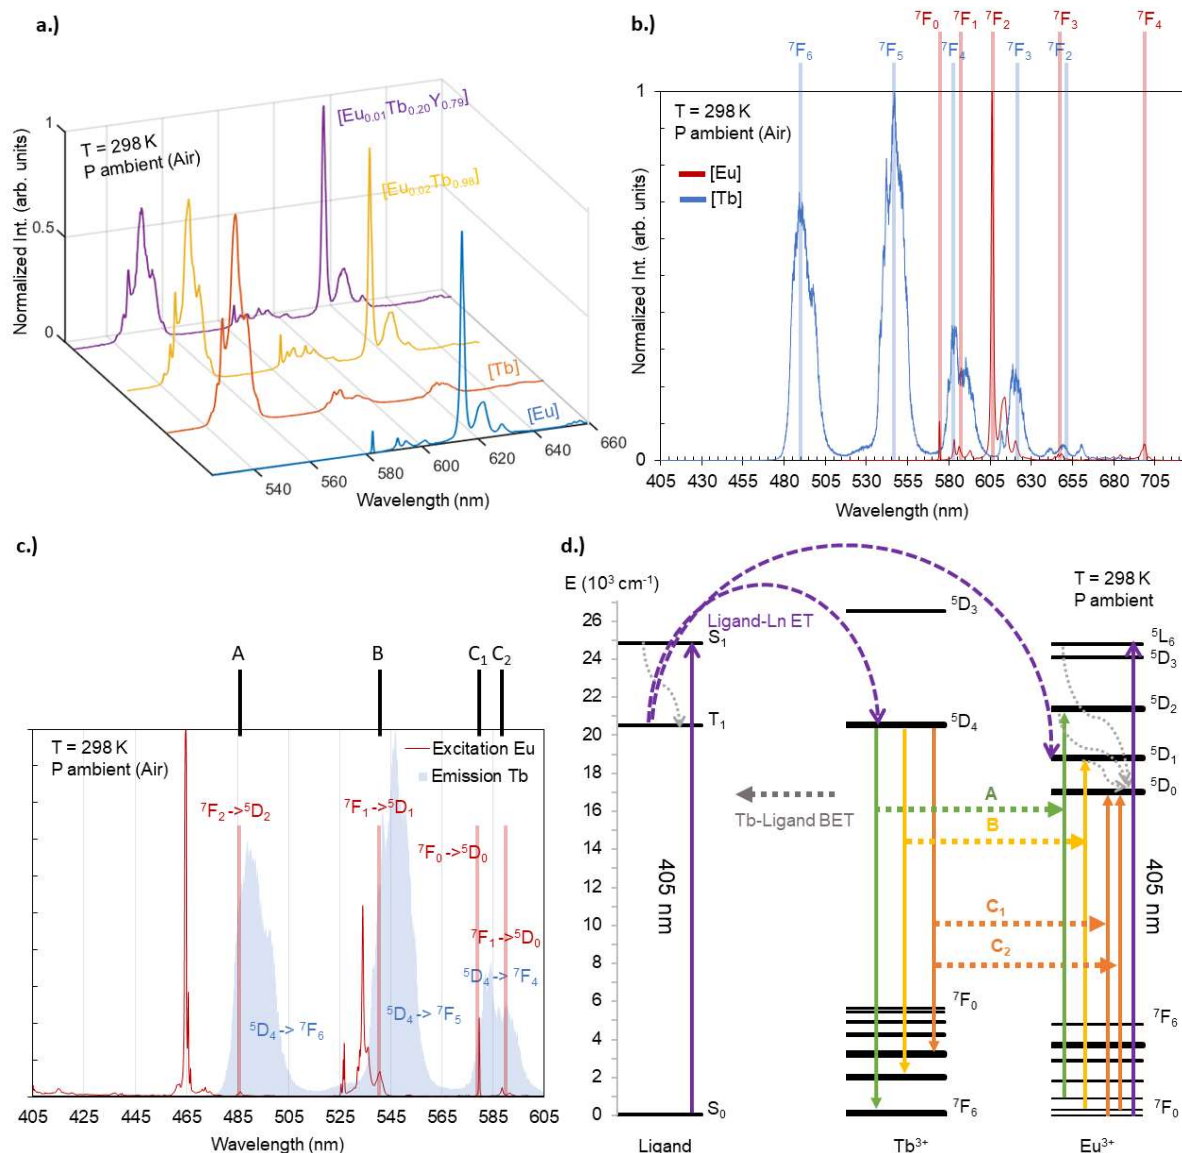 a.)
T = 298 K
P ambient (Air)
[Eu0.01Tb0.20Y0.79]
[Eu0.02Tb0.98]
[Tb]
[Eu]
Normalized Int. (arb. units)
1
0.5
0
540
560
580
600
620
640
660
Wavelength (nm)
b.)
⁷F₀ ⁷F₁ ⁷F₂ ⁷F₃ ⁷F₄
⁷F₆ ⁷F₅ ⁷F₄ ⁷F₃ ⁷F₂
T = 298 K
P ambient (Air)
[Eu]
[Tb]
Normalized Int. (arb. units)
1
0
405 430 455 480 505 530 555 580 605 630 655 680 705
Wavelength (nm)
c.)
A B C₁ C₂
T = 298 K
P ambient (Air)
Excitation Eu
Emission Tb
⁷F₂ ->⁵D₂
⁷F₁ ->⁵D₁
⁷F₀ ->⁵D₀
⁷F₁ ->⁵D₀
⁵D₄ -> ⁷F₄
⁵D₄ -> ⁷F₅
⁵D₄ -> ⁷F₆
405 425 445 465 485 505 525 545 565 585 605
Wavelength (nm)
d.)
E (10³ cm⁻¹)
T = 298 K
P ambient
26
24
22
20
18
16
14
12
10
8
6
4
2
0
Ligand-Ln ET
S₁
T₁
S₀
405 nm
Tb-Ligand BET
⁵D₃
⁵D₄
⁷F₀
⁷F₆
A
B
C₁
C₂
⁵L₆
⁵D₃
⁵D₂
⁵D₁
⁵D₀
405 nm
⁷F₆
⁷F₀
Ligand Tb³⁺ Eu³⁺